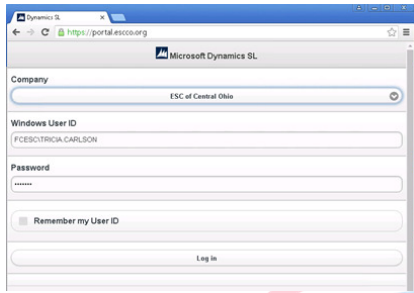 Dynamics SL
https://portal.escco.org
Microsoft Dynamics SL
Company
ESC of Central Ohio
Windows User ID
FCESC\TRICIA.CARLSON
Password
•••••••
Remember my User ID
Log in